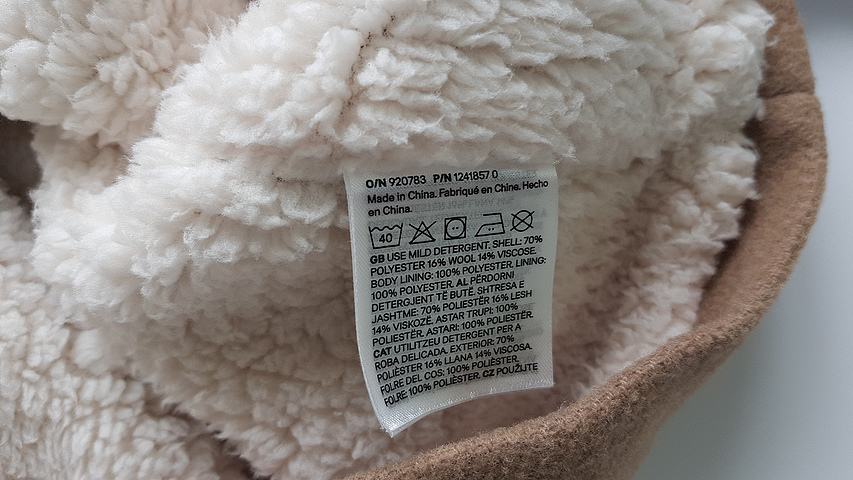 O/N 920783 P/N 1241857 0
Made in China. Fabriqué en Chine. Hecho
en China.
40
GB USE MILD DETERGENT. SHELL: 70%
POLYESTER 16% WOOL 14% VISCOSE.
BODY LINING: 100% POLYESTER. LINING:
100% POLYESTER. AL PËRDORNI
DETERGJENT TË BUTË. SHTRESA E
JASHTME: 70% POLIESTËR 16% LESH
14% VISKOZË. ASTAR TRUPI: 100%
POLIESTËR. ASTARI: 100% POLIESTËR.
CAT UTILITZEU DETERGENT PER A
ROBA DELICADA. EXTERIOR: 70%
POLIÈSTER 16% LLANA 14% VISCOSA.
FOLRE DEL COS: 100% POLIÈSTER.
FOLRE: 100% POLIÈSTER. CZ POUŽIJTE